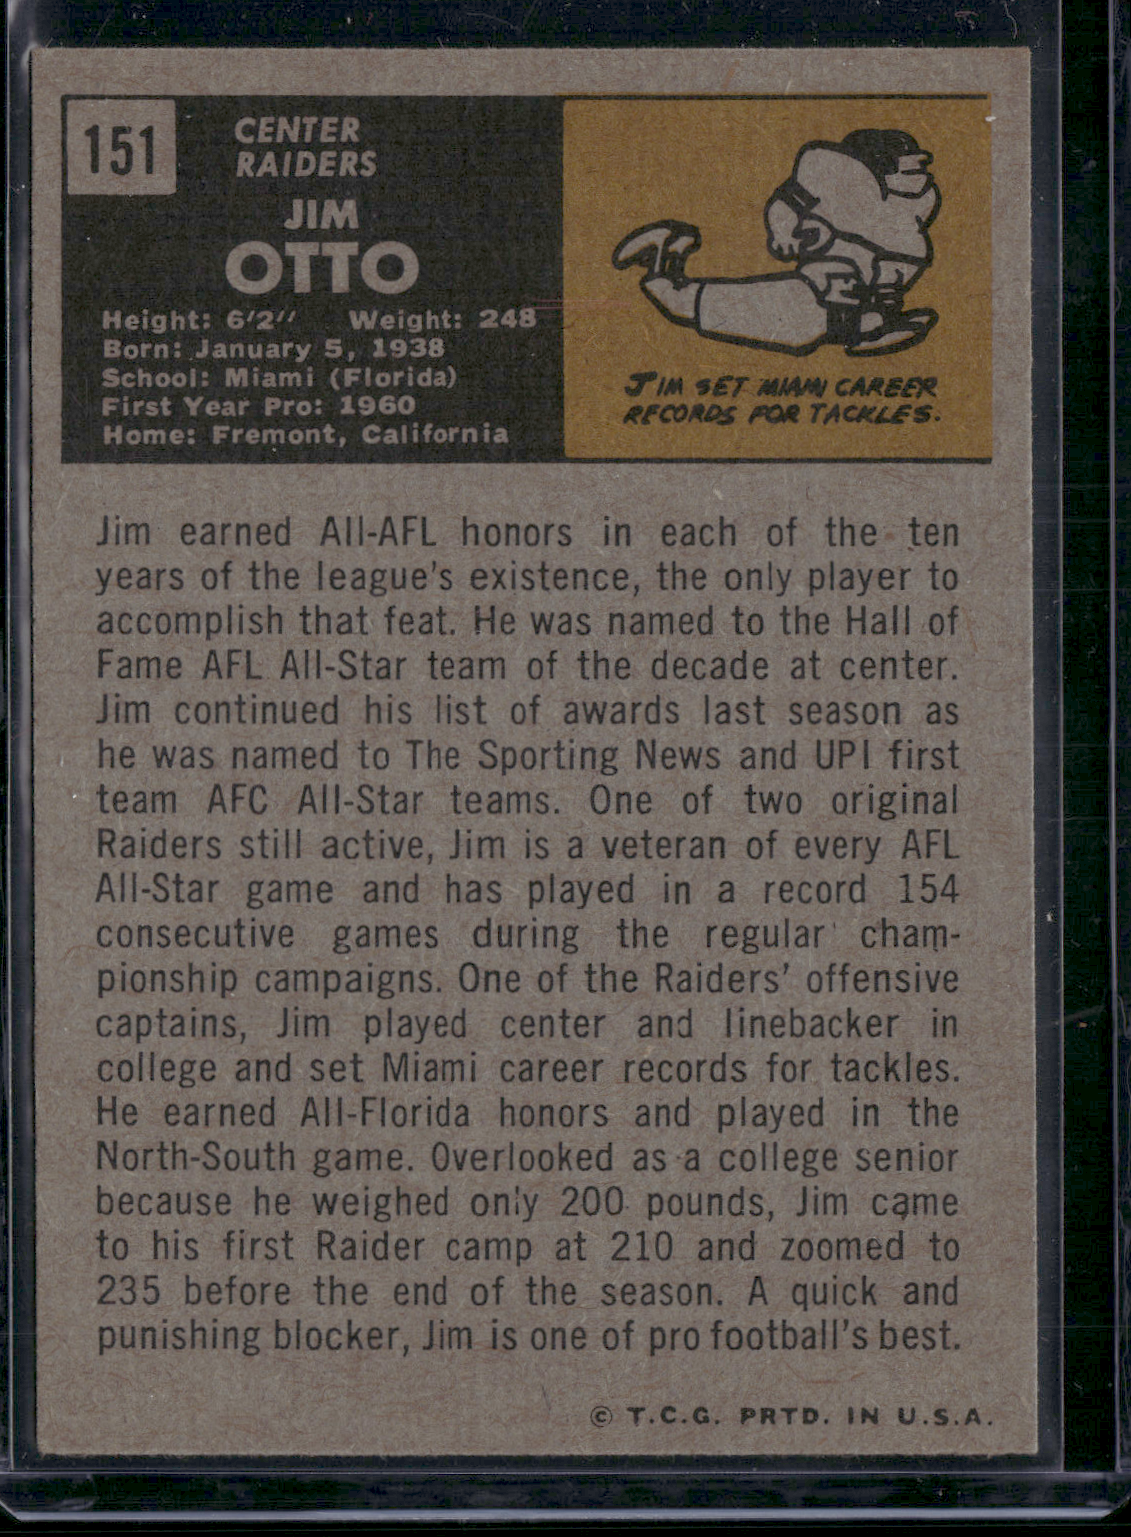 151
CENTER
RAIDERS
JIM
OTTO
Height: 6'2'' Weight: 248
Born: January 5, 1938
School: Miami (Florida)
First Year Pro: 1960
Home: Fremont, California
JIM SET MIAMI CAREER
RECORDS FOR TACKLES.
Jim earned All-AFL honors in each of the ten
years of the league's existence, the only player to
accomplish that feat. He was named to the Hall of
Fame AFL All-Star team of the decade at center.
Jim continued his list of awards last season as
he was named to The Sporting News and UPI first
team AFC All-Star teams. One of two original
Raiders still active, Jim is a veteran of every AFL
All-Star game and has played in a record 154
consecutive games during the regular cham-
pionship campaigns. One of the Raiders' offensive
captains, Jim played center and linebacker in
college and set Miami career records for tackles.
He earned All-Florida honors and played in the
North-South game. Overlooked as a college senior
because he weighed only 200 pounds, Jim came
to his first Raider camp at 210 and zoomed to
235 before the end of the season. A quick and
punishing blocker, Jim is one of pro football's best.
© T.C.G. PRTD. IN U.S.A.